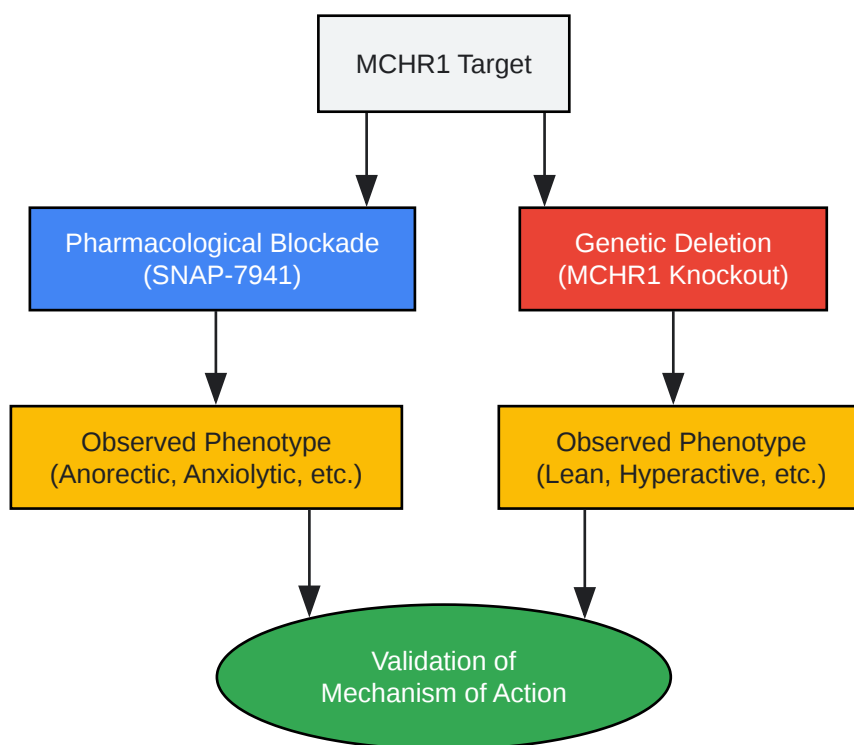 MCHR1 Target
Pharmacological Blockade
(SNAP-7941)
Genetic Deletion
(MCHR1 Knockout)
Observed Phenotype
(Anorectic, Anxiolytic, etc.)
Observed Phenotype
(Lean, Hyperactive, etc.)
Validation of
Mechanism of Action